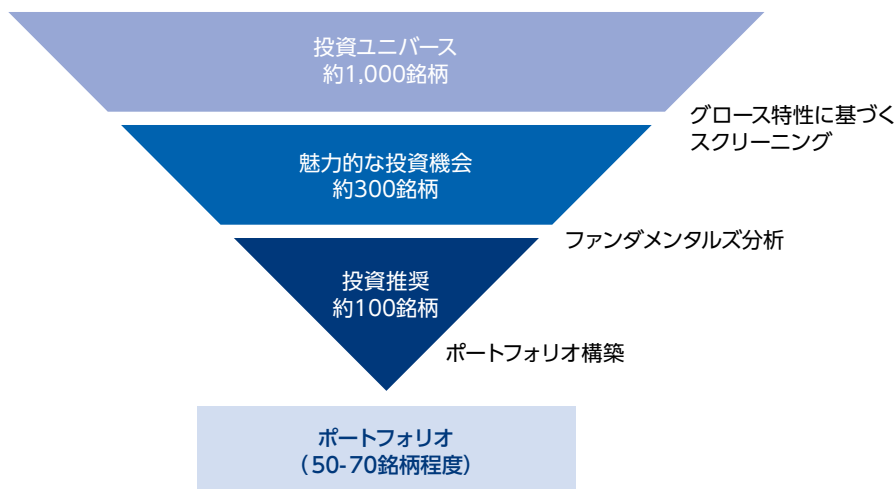 投資ユニバース
約1,000銘柄
グロース特性に基づく
スクリーニング
魅力的な投資機会
約300銘柄
ファンダメンタルズ分析
投資推奨
約100銘柄
ポートフォリオ構築
ポートフォリオ
（50-70銘柄程度）